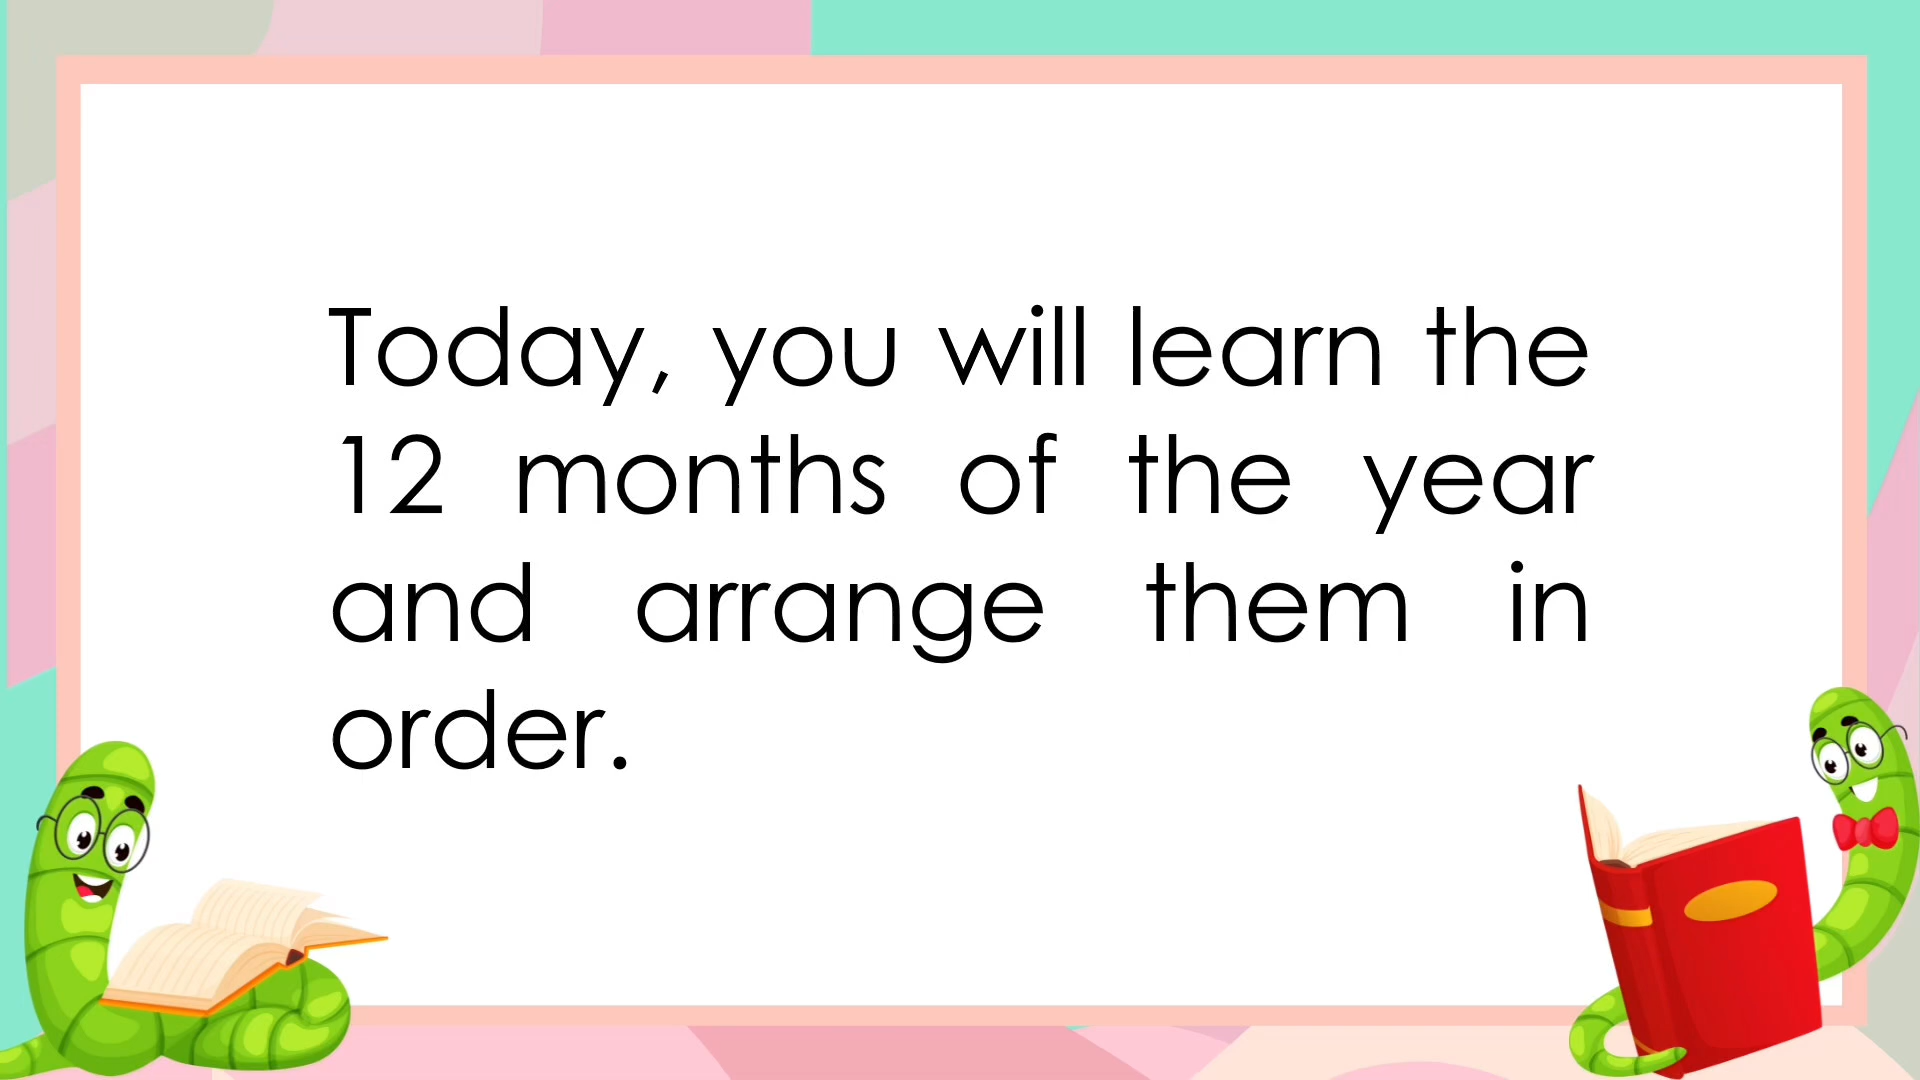 Today, you will learn the
12 months of the year
and arrange them in
order.